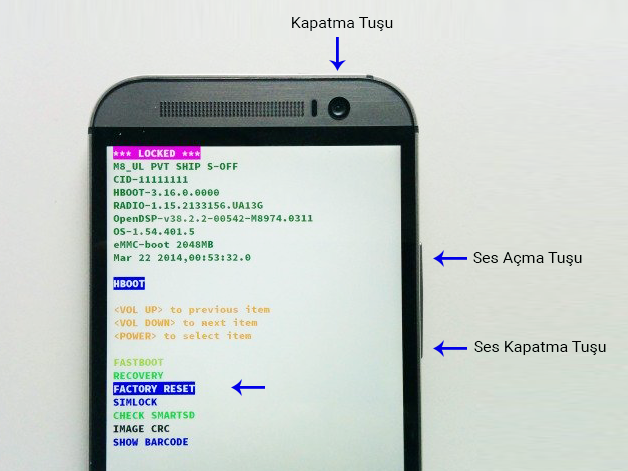 Kapatma Tuşu
*** LOCKED ***
M8_UL PVT SHIP S-OFF
CID-11111111
HBOOT-3.16.0.0000
RADIO-1.15.2133156.UA13G
OpenDSP-v38.2.2-00542-M8974.0311
OS-1.54.401.5
eMMC-boot 2048MB
Mar 22 2014,00:53:32.0
Ses Açma Tuşu
HBOOT
<VOL UP> to previous item
<VOL DOWN> to next item
<POWER> to select item
Ses Kapatma Tuşu
FASTBOOT
RECOVERY
FACTORY RESET
SIMLOCK
CHECK SMARTSD
IMAGE CRC
SHOW BARCODE